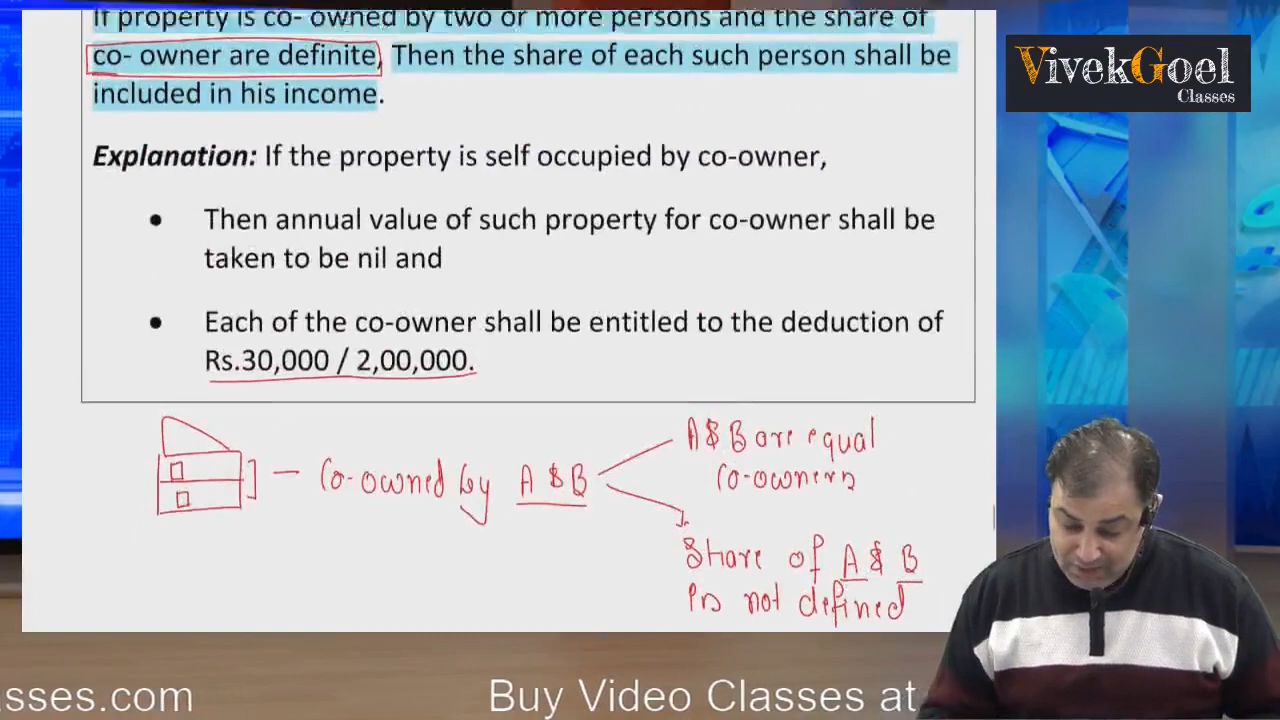 If property is co- owned by two or more persons and the share of
co- owner are definite, Then the share of each such person shall be
included in his income.
Explanation: If the property is self occupied by co-owner,
• Then annual value of such property for co-owner shall be
taken to be nil and
• Each of the co-owner shall be entitled to the deduction of
Rs.30,000 / 2,00,000.
— Co-owned by A & B
A & B are equal
co-owners
Share of A & B
is not defined
VivekGoel
Classes
sses.com
Buy Video Classes at